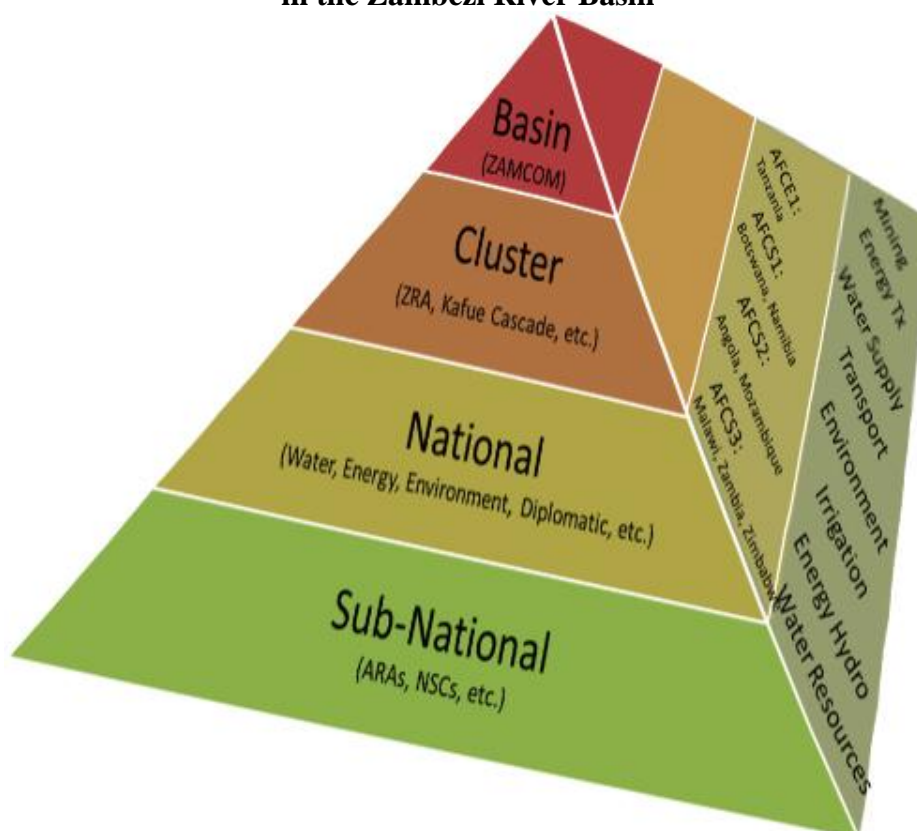 in the Zambezi River Basin
Basin
(ZAMCOM)
Cluster
(ZRA, Kafue Cascade, etc.)
National
(Water, Energy, Environment, Diplomatic, etc.)
Sub-National
(ARAs, NSCs, etc.)
AFCE1:
Tanzania
AFCS1:
Botswana, Namibia
AFCS2:
Angola, Mozambique
AFCS3:
Malawi, Zambia, Zimbabwe
Mining
Energy Tx
Water Supply
Transport
Environment
Irrigation
Energy Hydro
Water Resources